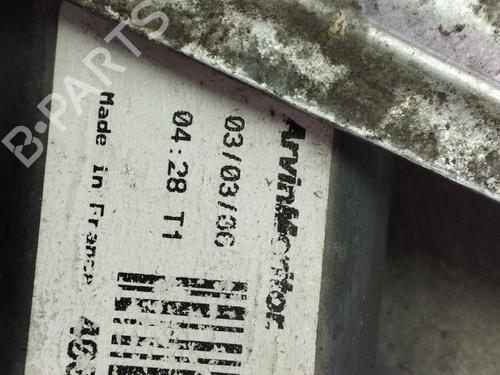 ArvinMeritor.
03/03/06
04:28 T1
Made in France
B-PARTS